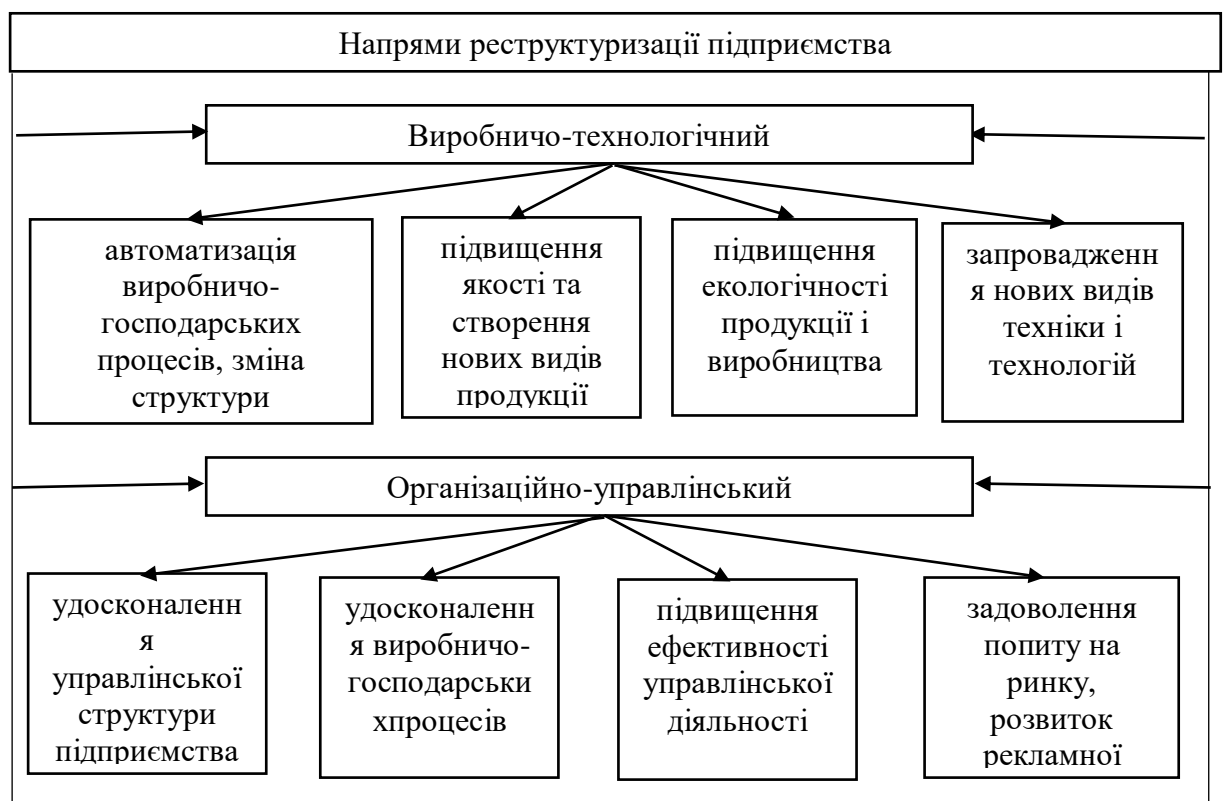 Напрями реструктуризації підприємства
Виробничо-технологічний
автоматизація
виробничо-
господарських
процесів, зміна
структури
підвищення
якості та
створення
нових видів
продукції
підвищення
екологічності
продукції і
виробництва
запровадженн
я нових видів
техніки і
технологій
Організаційно-управлінський
удосконаленн
я
управлінської
структури
підприємства
удосконаленн
я виробничо-
господарськи
хпроцесів
підвищення
ефективності
управлінської
діяльності
задоволення
попиту на
ринку,
розвиток
рекламної